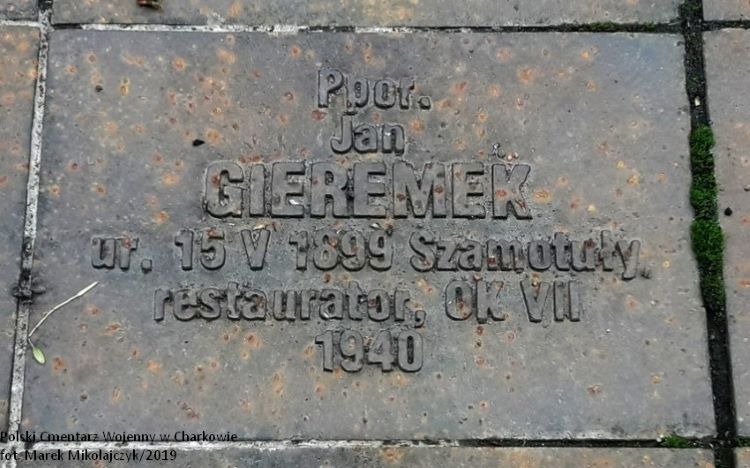 Ppor.
Jan
GIEREMEK
ur. 15 V 1899 Szamotuły,
restaurator, OK VII
1940
Polski Cmentarz Wojenny w Charkowie
fot. Marek Mikołajczyk/2019